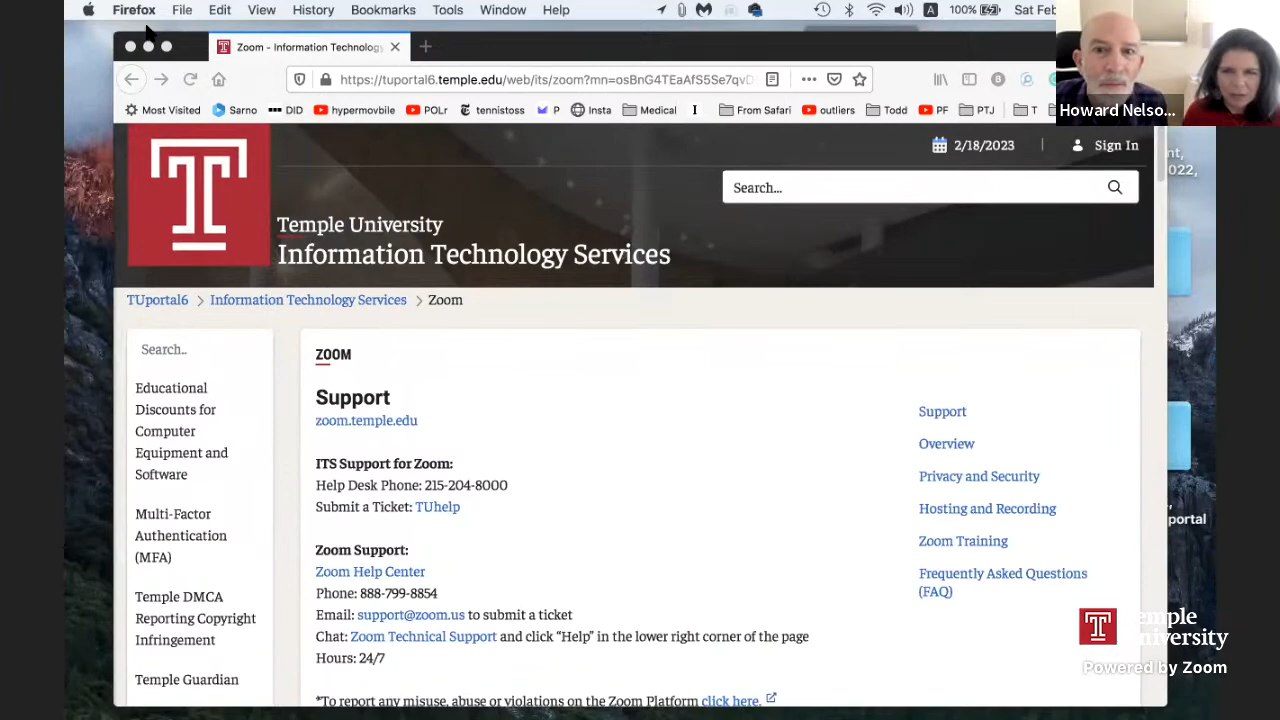 Firefox File Edit View History Bookmarks Tools Window Help 100% Sat Feb
Zoom - Information Technology
https://tuportal6.temple.edu/web/its/zoom?mn=osBnG4TEaAfS5Se7qvD
Most Visited Sarno DID hypermovbile POLr tennistoss P Insta Medical I From Safari outliers Todd PF PTJ T
Howard Nelso...
2/18/2023 | Sign In
nt,
022,
Search...
Temple University
Information Technology Services
TUportal6 > Information Technology Services > Zoom
Search..
Educational
Discounts for
Computer
Equipment and
Software
Multi-Factor
Authentication
(MFA)
Temple DMCA
Reporting Copyright
Infringement
Temple Guardian
ZOOM
Support
zoom.temple.edu
ITS Support for Zoom:
Help Desk Phone: 215-204-8000
Submit a Ticket: TUhelp
Zoom Support:
Zoom Help Center
Phone: 888-799-8854
Email: support@zoom.us to submit a ticket
Chat: Zoom Technical Support and click “Help” in the lower right corner of the page
Hours: 24/7
*To report any misuse, abuse or violations on the Zoom Platform click here.
Support
Overview
Privacy and Security
Hosting and Recording
Zoom Training
Frequently Asked Questions
(FAQ)
portal
Temple
University
Powered by Zoom